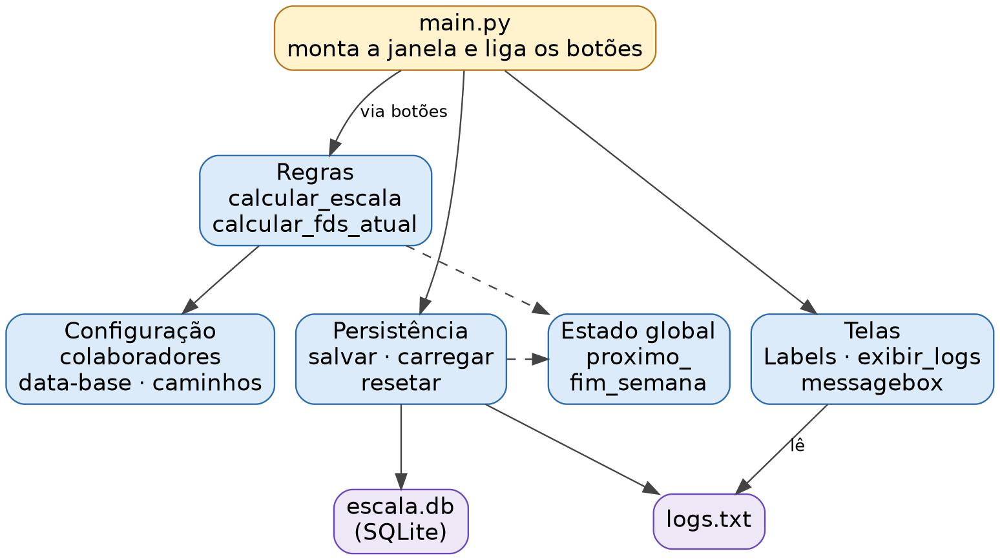 main.py
monta a janela e liga os botões
via botões
Regras
calcular_escala
calcular_fds_atual
Configuração
colaboradores
data-base · caminhos
Persistência
salvar · carregar
resetar
Estado global
proximo_
fim_semana
Telas
Labels · exibir_logs
messagebox
lê
escala.db
(SQLite)
logs.txt